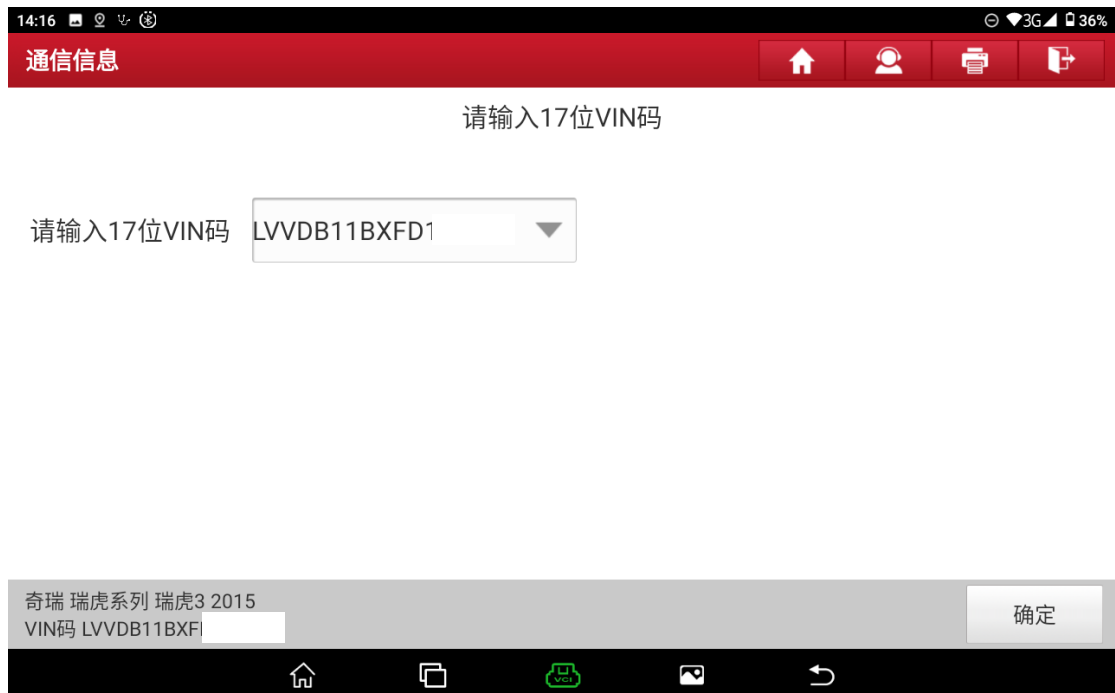 14:16 3G 36%
通信信息
请输入17位VIN码
请输入17位VIN码 LVVDB11BXFD1
奇瑞 瑞虎系列 瑞虎3 2015
VIN码 LVVDB11BXF
确定
VCI